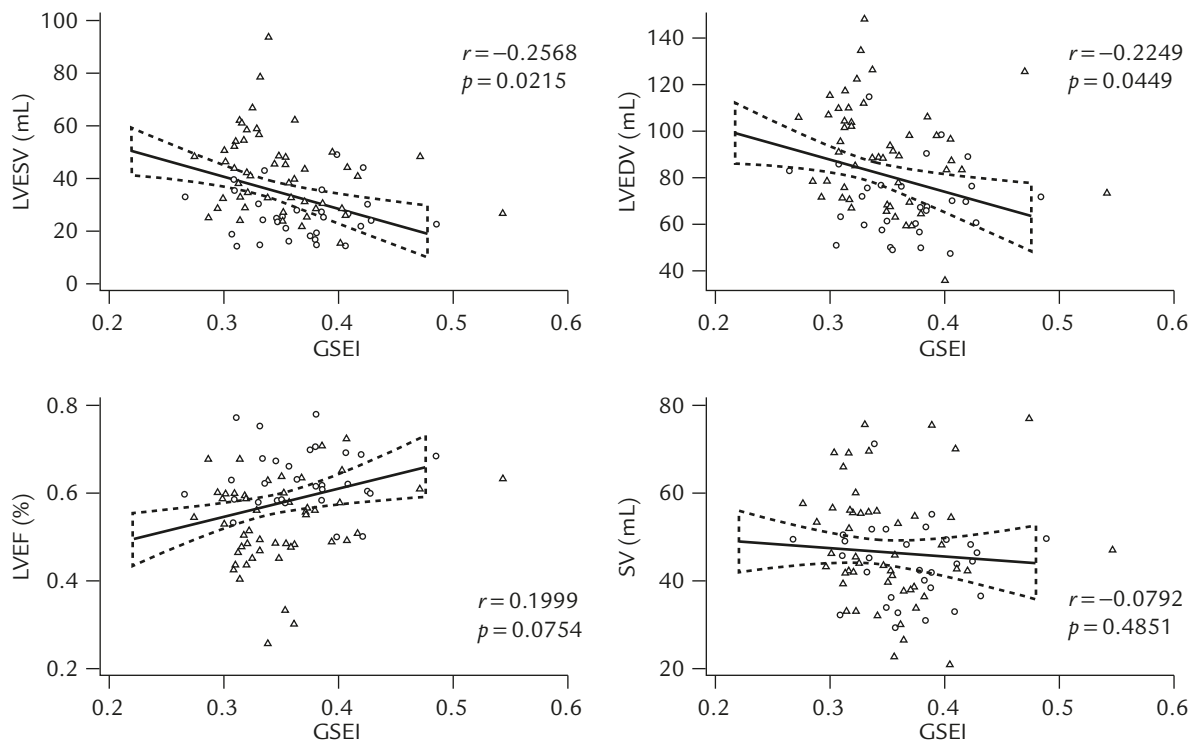 LVESV (mL)
100
80
60
40
20
0
r=−0.2568
p=0.0215
0.2 0.3 0.4 0.5 0.6
GSEI
LVEDV (mL)
140
120
100
80
60
40
r=−0.2249
p=0.0449
0.2 0.3 0.4 0.5 0.6
GSEI
LVEF (%)
0.8
0.6
0.4
0.2
r=0.1999
p=0.0754
0.2 0.3 0.4 0.5 0.6
GSEI
SV (mL)
80
60
40
20
r=−0.0792
p=0.4851
0.2 0.3 0.4 0.5 0.6
GSEI